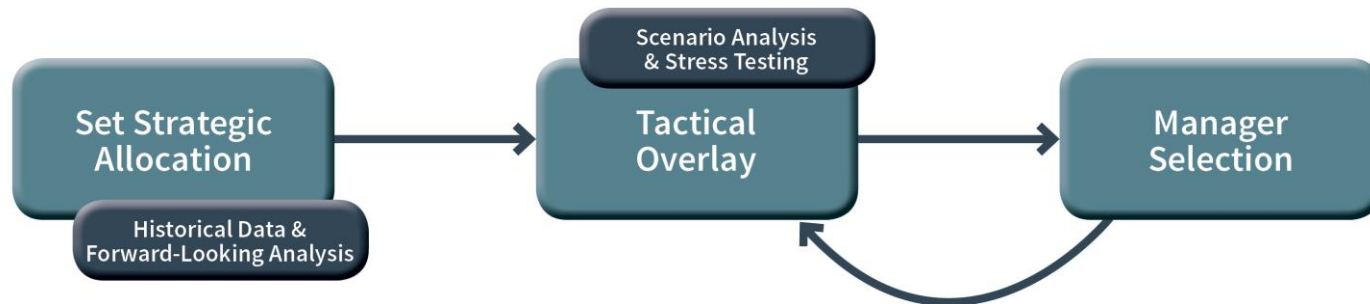 Set Strategic
Allocation
Historical Data &
Forward-Looking Analysis
Scenario Analysis
& Stress Testing
Tactical
Overlay
Manager
Selection